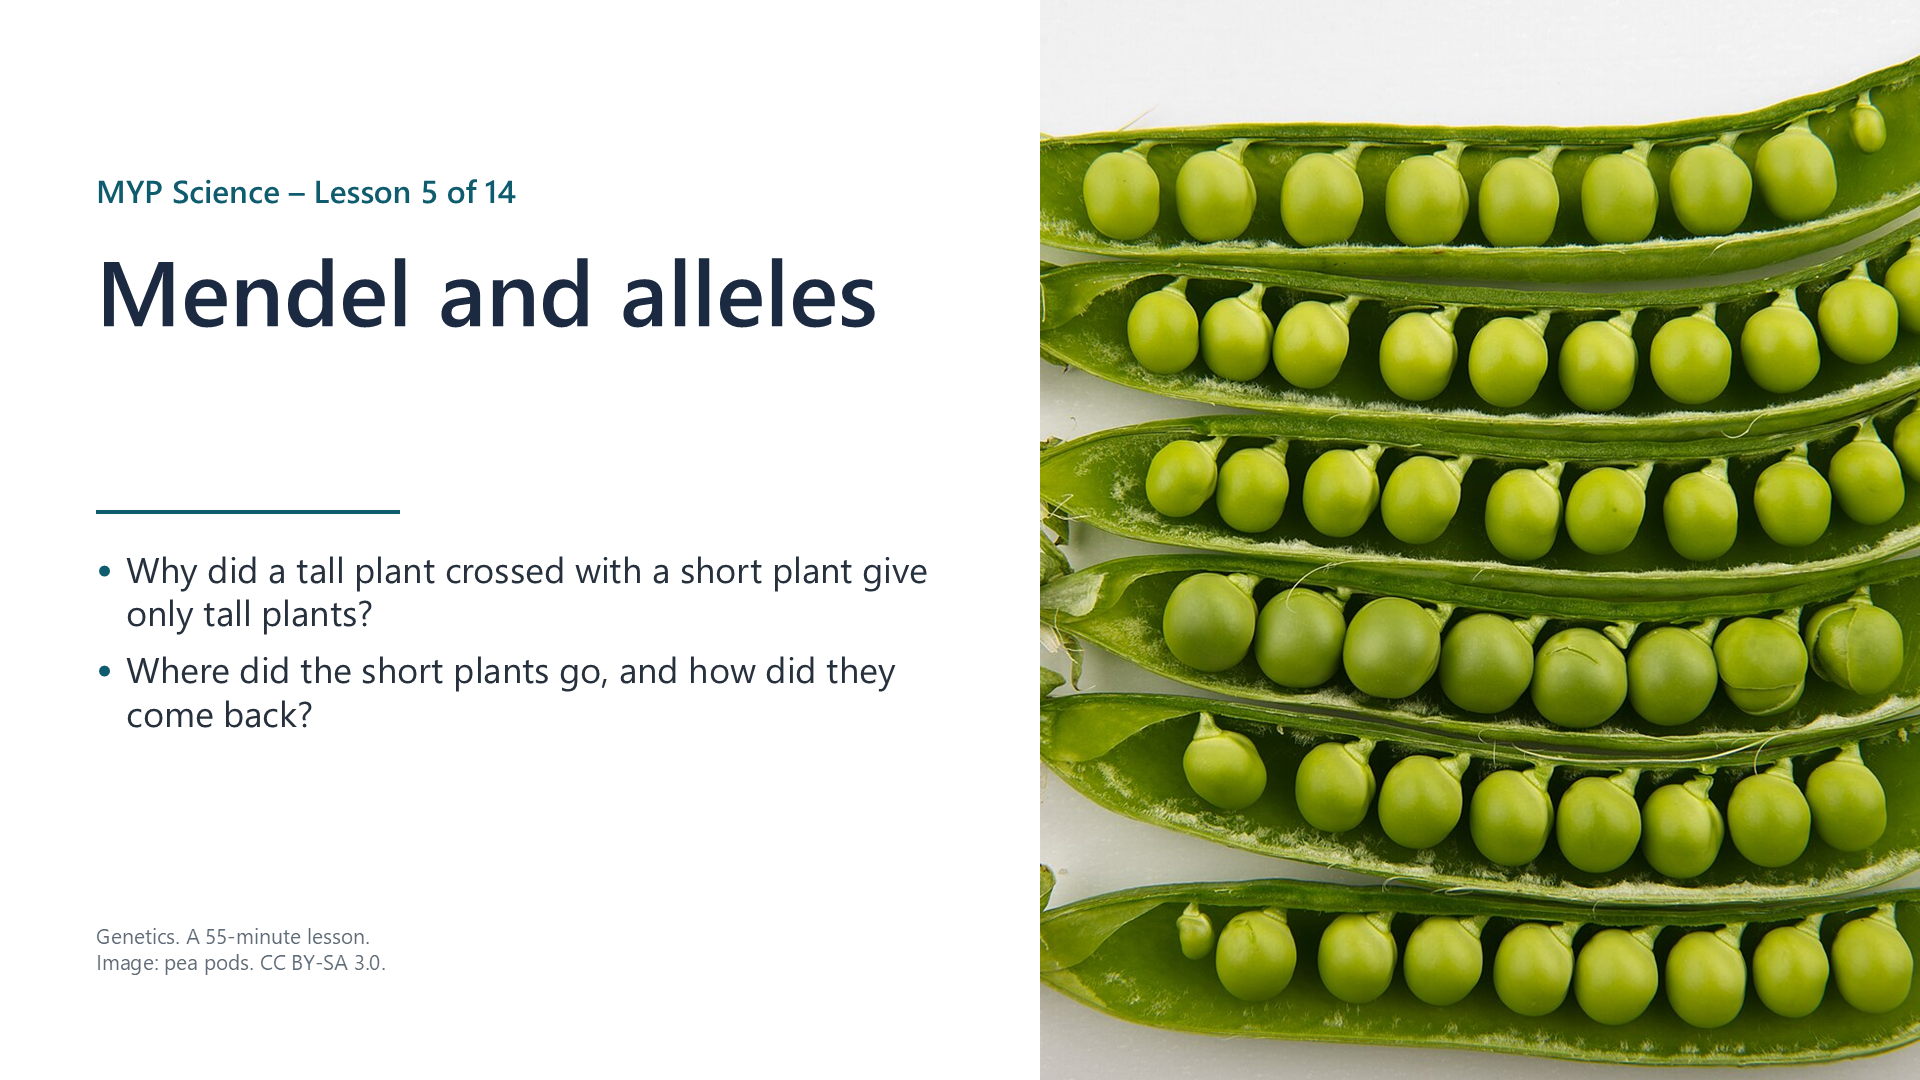 MYP Science – Lesson 5 of 14
Mendel and alleles
• Why did a tall plant crossed with a short plant give
only tall plants?
• Where did the short plants go, and how did they
come back?
Genetics. A 55-minute lesson.
Image: pea pods. CC BY-SA 3.0.